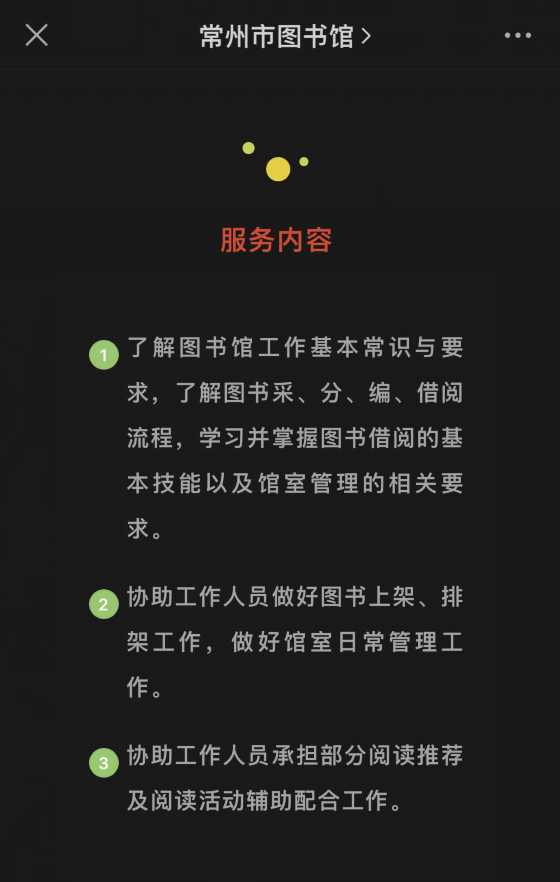 常州市图书馆
服务内容
1 了解图书馆工作基本常识与要
求，了解图书采、分、编、借阅
流程，学习并掌握图书借阅的基
本技能以及馆室管理的相关要
求。
2 协助工作人员做好图书上架、排
架工作，做好馆室日常管理工
作。
3 协助工作人员承担部分阅读推荐
及阅读活动辅助配合工作。